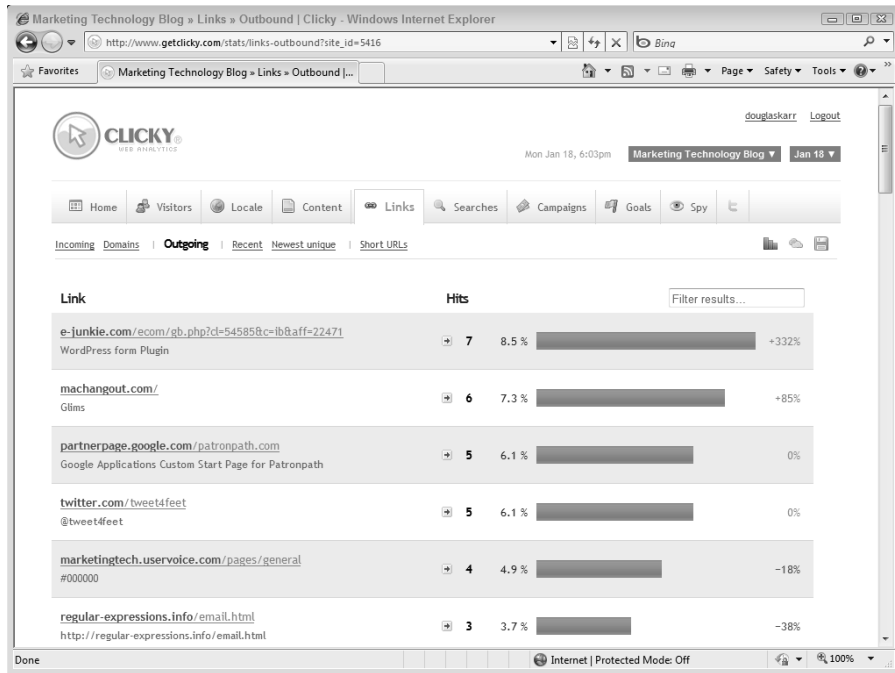 Marketing Technology Blog » Links » Outbound | Clicky - Windows Internet Explorer
http://www.getclicky.com/stats/links-outbound?site_id=5416
Bing
Favorites
Marketing Technology Blog » Links » Outbound |...
Page Safety Tools
douglaskarr Logout
CLICKY®
WEB ANALYTICS
Mon Jan 18, 6:03pm Marketing Technology Blog ▼ Jan 18 ▼
Home Visitors Locale Content Links Searches Campaigns Goals Spy
Incoming Domains | Outgoing | Recent Newest unique | Short URLs
Link Hits Filter results...
e-junkie.com/ecom/gb.php?cl=54585&c=ib&aff=22471
WordPress form Plugin
7 8.5 % +332%
machangout.com/
Glims
6 7.3 % +85%
partnerpage.google.com/patronpath.com
Google Applications Custom Start Page for Patronpath
5 6.1 % 0%
twitter.com/tweet4feet
@tweet4feet
5 6.1 % 0%
marketingtech.uservoice.com/pages/general
#000000
4 4.9 % -18%
regular-expressions.info/email.html
http://regular-expressions.info/email.html
3 3.7 % -38%
Done Internet | Protected Mode: Off 100%